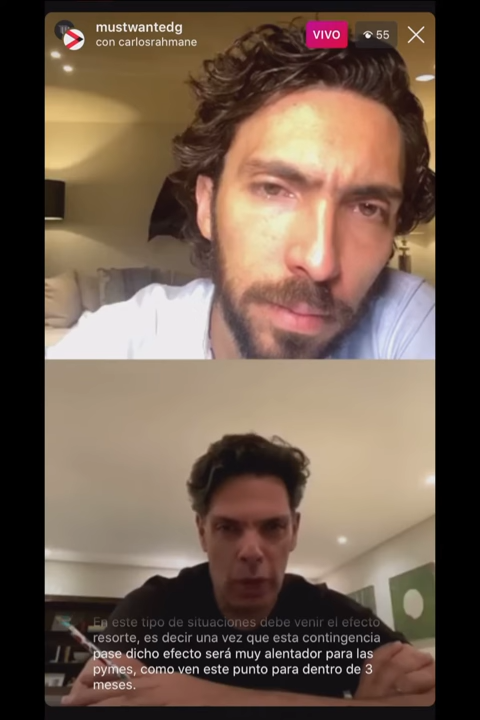 mustwantedg
con carlosrahmane
VIVO
55
En este tipo de situaciones debe venir el efecto
resorte, es decir una vez que esta contingencia
pase dicho efecto será muy alentador para las
pymes, como ven este punto para dentro de 3
meses.